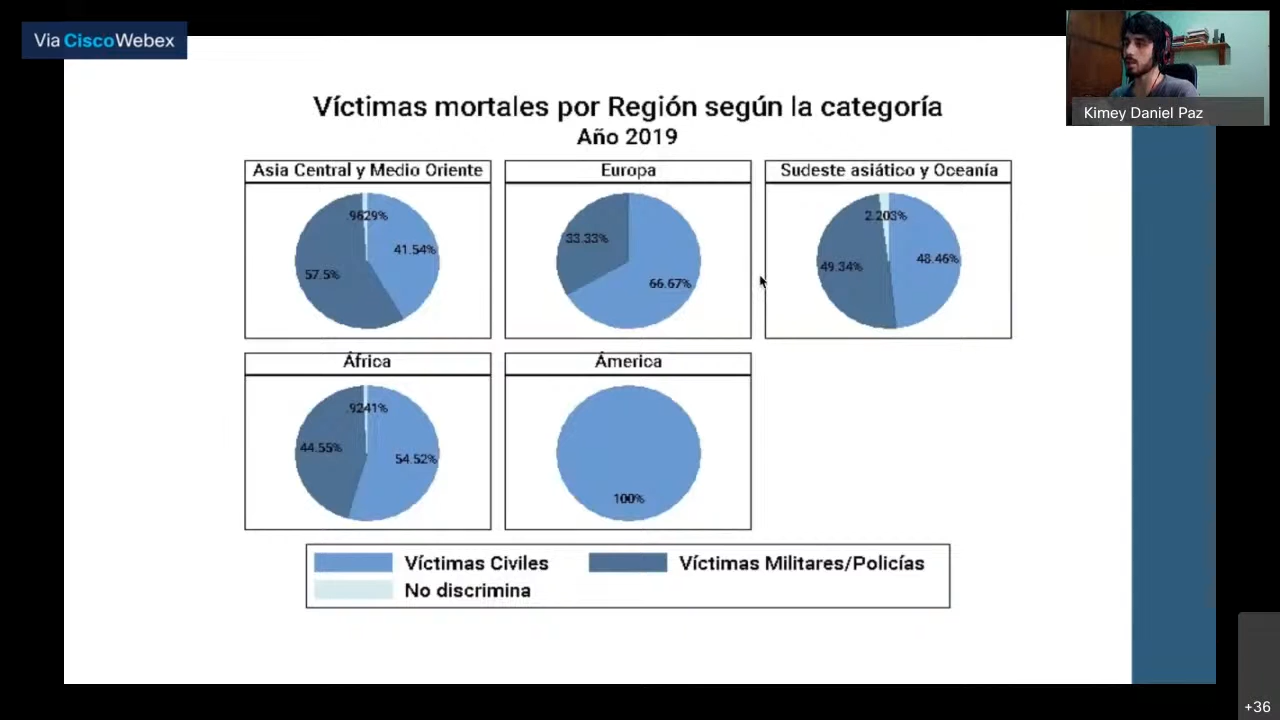 Via CiscoWebex
Kimey Daniel Paz
Víctimas mortales por Región según la categoría
Año 2019
Asia Central y Medio Oriente
.9629%
41.54%
57.5%
Europa
33.33%
66.67%
Sudeste asiático y Oceanía
2.203%
48.46%
49.34%
África
.9241%
44.55%
54.52%
Ámerica
100%
Víctimas Civiles
Víctimas Militares/Policías
No discrimina
+36